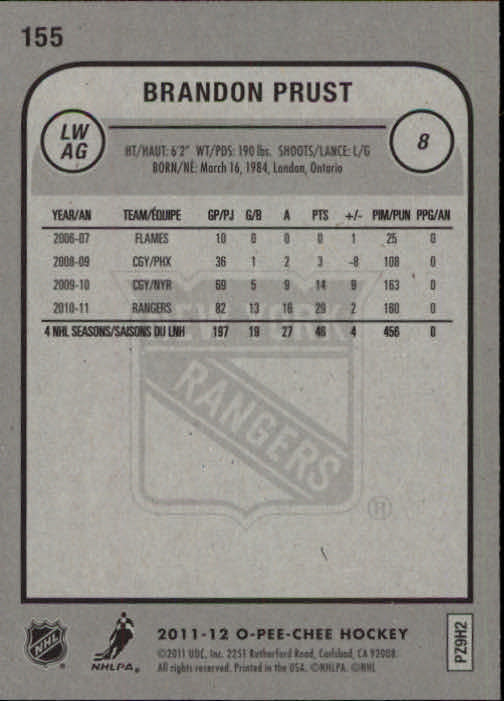 155
BRANDON PRUST
LW
AG
8
HT/HAUT: 6'2" WT/PDS: 190 lbs. SHOOTS/LANCE: L/G
BORN/NÉ: March 16, 1984, London, Ontario
YEAR/AN TEAM/ÉQUIPE GP/PJ G/B A PTS +/- PIM/PUN PPG/AN
2006-07 FLAMES 10 0 0 0 1 25 0
2008-09 CGY/PHX 36 1 2 3 -8 108 0
2009-10 CGY/NYR 69 5 9 14 9 163 0
2010-11 RANGERS 82 13 16 29 2 160 0
4 NHL SEASONS/SAISONS DU LNH 197 19 27 46 4 456 0
NEW YORK
RANGERS
®
NHL
NHLPA®
2011-12 O-PEE-CHEE HOCKEY
©2011 UDC, Inc. 2251 Rutherford Road, Carlsbad, CA 92008.
All rights reserved. Printed in the USA. ©NHLPA. ©NHL
PZ9H2